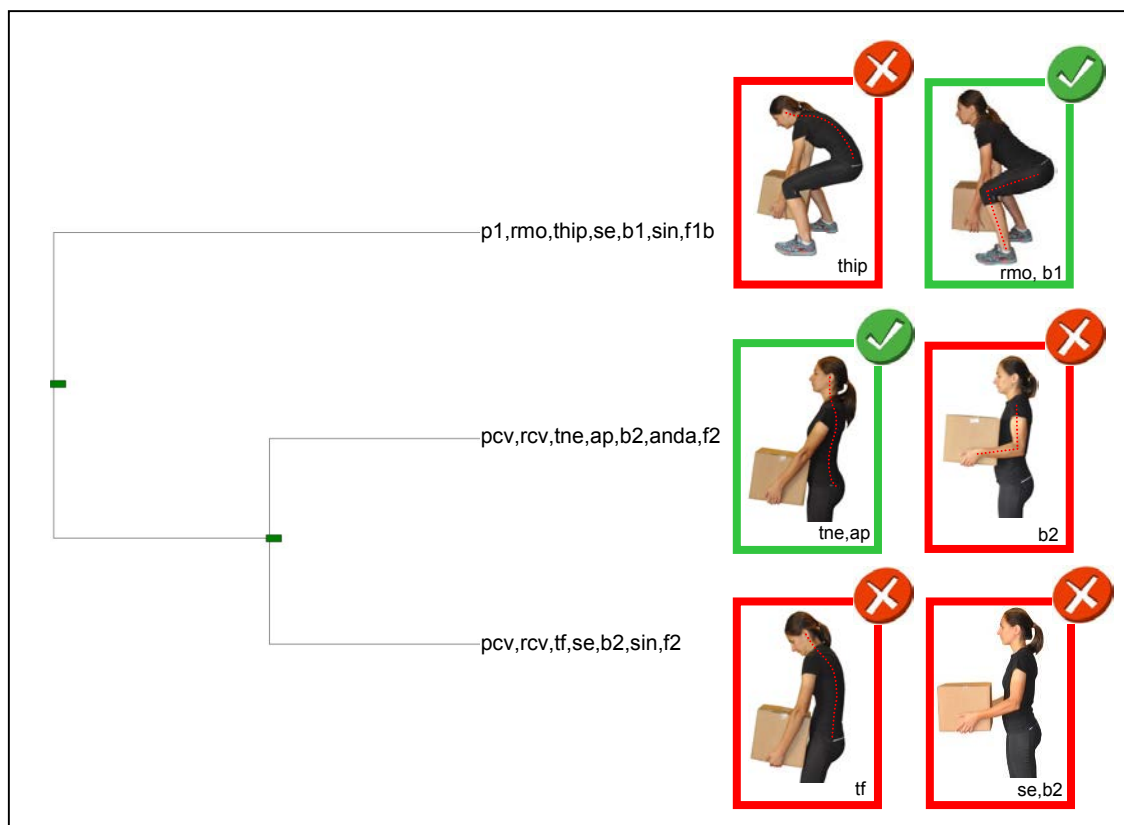 p1,rmo,thip,se,b1,sin,f1b
thip
rmo, b1
pcv,rcv,tne,ap,b2,anda,f2
tne,ap
b2
pcv,rcv,tf,se,b2,sin,f2
tf
se,b2